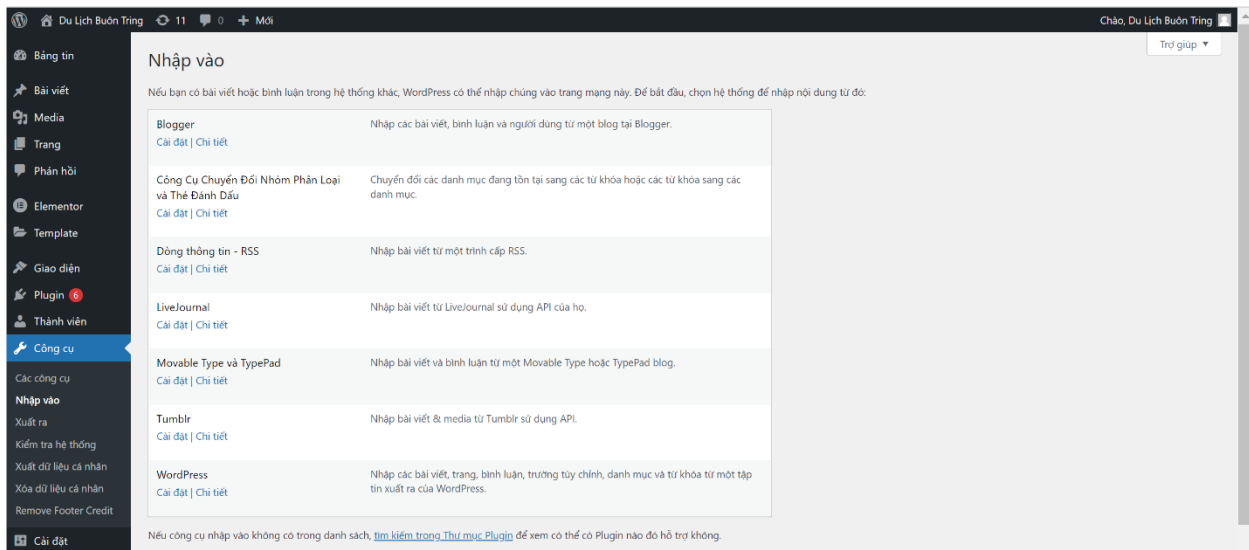 Du Lịch Buôn Tring 11 0 Mới Chào, Du Lịch Buôn Tring
Trợ giúp ▼
Bảng tin
Bài viết
Media
Trang
Phản hồi
Elementor
Template
Giao diện
Plugin 6
Thành viên
Công cụ
Các công cụ
Nhập vào
Xuất ra
Kiểm tra hệ thống
Xuất dữ liệu cá nhân
Xóa dữ liệu cá nhân
Remove Footer Credit
Cài đặt
Nhập vào
Nếu bạn có bài viết hoặc bình luận trong hệ thống khác, WordPress có thể nhập chúng vào trang mạng này. Để bắt đầu, chọn hệ thống để nhập nội dung từ đó:
Blogger
Cài đặt | Chi tiết
Nhập các bài viết, bình luận và người dùng từ một blog tại Blogger.
Công Cụ Chuyển Đổi Nhóm Phân Loại
và Thẻ Đánh Dấu
Cài đặt | Chi tiết
Chuyển đổi các danh mục đang tồn tại sang các từ khóa hoặc các từ khóa sang các
danh mục.
Dòng thông tin - RSS
Cài đặt | Chi tiết
Nhập bài viết từ một trình cấp RSS.
LiveJournal
Cài đặt | Chi tiết
Nhập bài viết từ LiveJournal sử dụng API của họ.
Movable Type và TypePad
Cài đặt | Chi tiết
Nhập bài viết và bình luận từ một Movable Type hoặc TypePad blog.
Tumblr
Cài đặt | Chi tiết
Nhập bài viết & media từ Tumblr sử dụng API.
WordPress
Cài đặt | Chi tiết
Nhập các bài viết, trang, bình luận, trường tùy chỉnh, danh mục và từ khóa từ một tập
tin xuất ra của WordPress.
Nếu công cụ nhập vào không có trong danh sách, tìm kiếm trong Thư mục Plugin để xem có thể có Plugin nào đó hỗ trợ không.